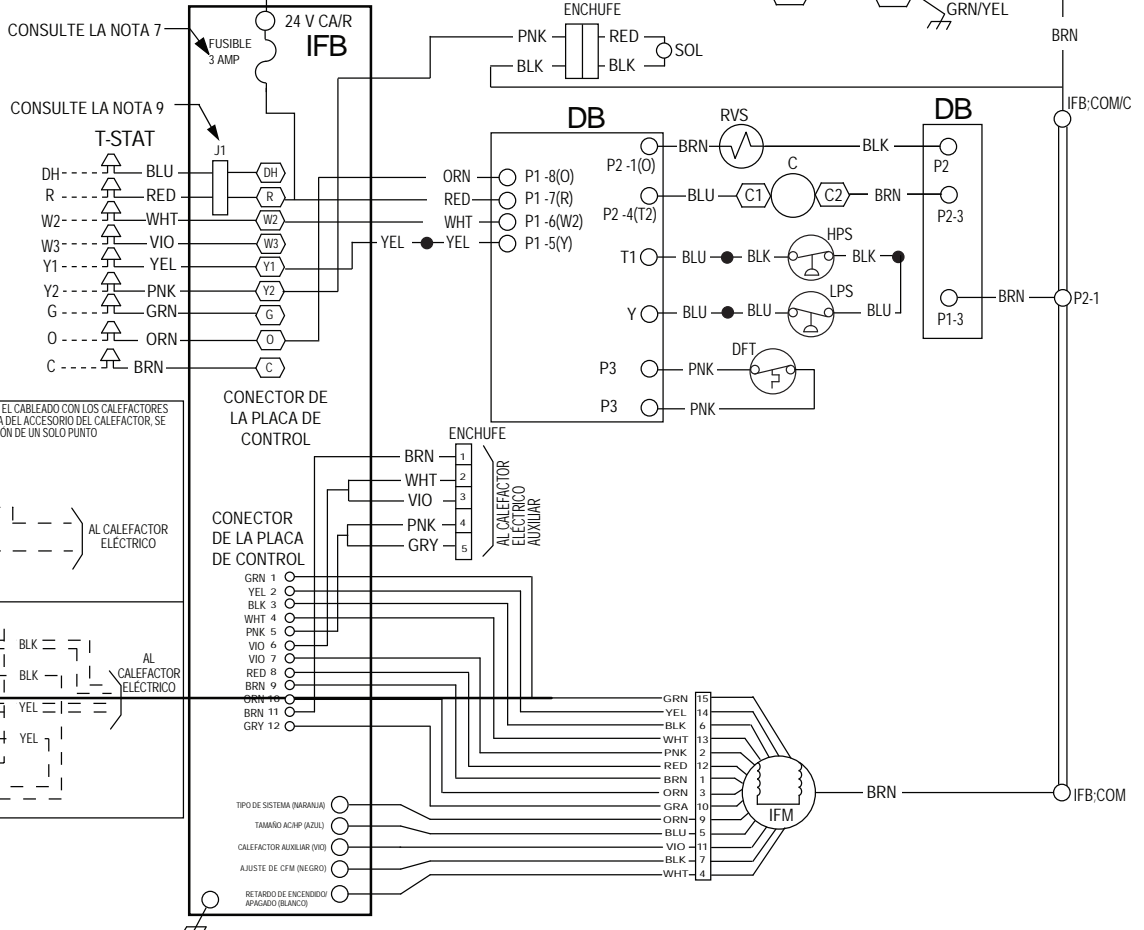 CONSULTE LA NOTA 7
FUSIBLE
3 AMP
24 V CA/R
IFB
ENCHUFE
PNK
RED
BLK
BLK
SOL
GRN/YEL
BRN
CONSULTE LA NOTA 9
T-STAT
J1
DH BLU DH
R RED R
W2 WHT W2
W3 VIO W3
Y1 YEL Y1
Y2 PNK Y2
G GRN G
O ORN O
C BRN C
CONECTOR DE
LA PLACA DE
CONTROL
DB
ORN P1 -8(O)
RED P1 -7(R)
WHT P1 -6(W2)
YEL YEL P1 -5(Y)
P2 -1(O)
BRN
RVS
BLK
P2
P2 -4(T2)
BLU
C1
C
C2
BRN
P2-3
T1
BLU
BLK
HPS
BLK
Y
BLU
BLU
LPS
BLU
P3
PNK
DFT
P3
PNK
DB
P1-3
BRN
P2-1
IFB;COM/C
EL CABLEADO CON LOS CALEFACTORES
A DEL ACCESORIO DEL CALEFACTOR, SE
ÓN DE UN SOLO PUNTO
AL CALEFACTOR
ELÉCTRICO
BLK
BLK
YEL
YEL
AL
CALEFACTOR
ELÉCTRICO
ENCHUFE
BRN 1
WHT 2
VIO 3
PNK 4
GRY 5
AL CALEFACTOR
ELÉCTRICO
AUXILIAR
CONECTOR
DE LA PLACA
DE CONTROL
GRN 1
YEL 2
BLK 3
WHT 4
PNK 5
VIO 6
VIO 7
RED 8
BRN 9
ORN 10
BRN 11
GRY 12
TIPO DE SISTEMA (NARANJA)
TAMAÑO AC/HP (AZUL)
CALEFACTOR AUXILIAR (VIO)
AJUSTE DE CFM (NEGRO)
RETARDO DE ENCENDIDO/
APAGADO (BLANCO)
GRN 15
YEL 14
BLK 6
WHT 13
PNK 2
RED 12
BRN 1
ORN 3
GRA 10
ORN 9
BLU 5
VIO 11
BLK 7
WHT 4
IFM
BRN
IFB;COM